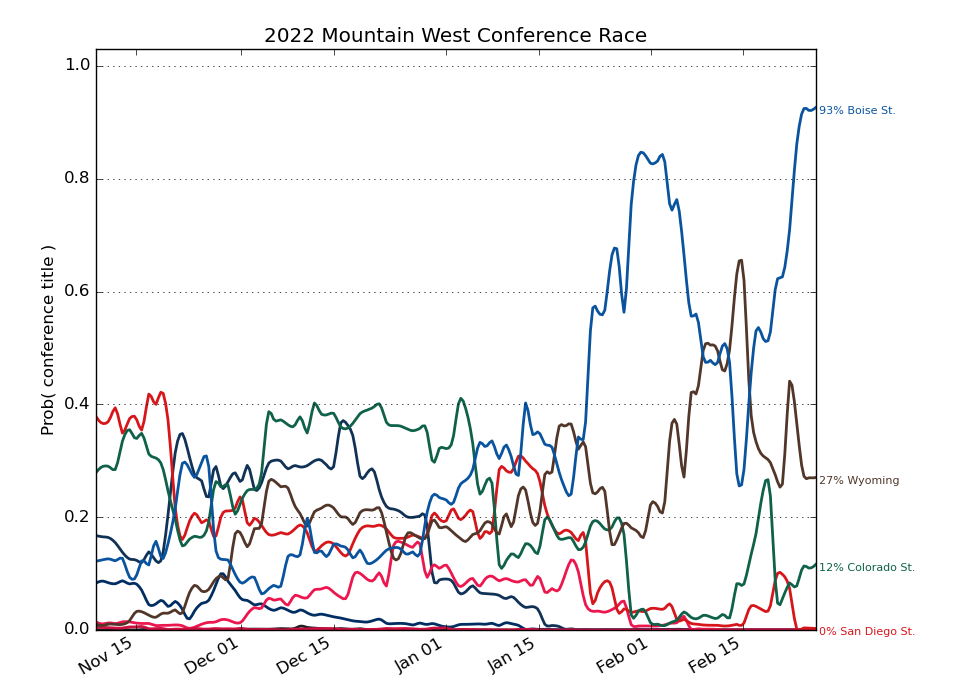 2022 Mountain West Conference Race
Prob( conference title )
1.0
0.8
0.6
0.4
0.2
0.0
93% Boise St.
27% Wyoming
12% Colorado St.
0% San Diego St.
Nov 15
Dec 01
Dec 15
Jan 01
Jan 15
Feb 01
Feb 15